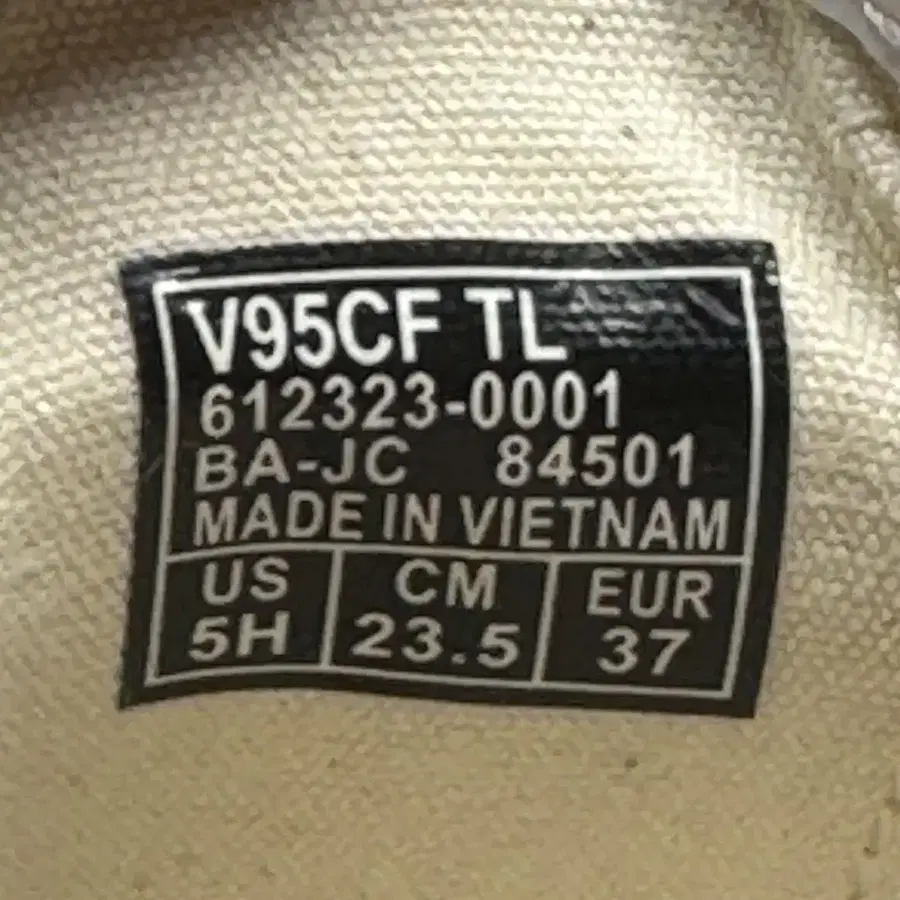 V95CF TL
612323-0001
BA-JC 84501
MADE IN VIETNAM
US CM EUR
5H 23.5 37